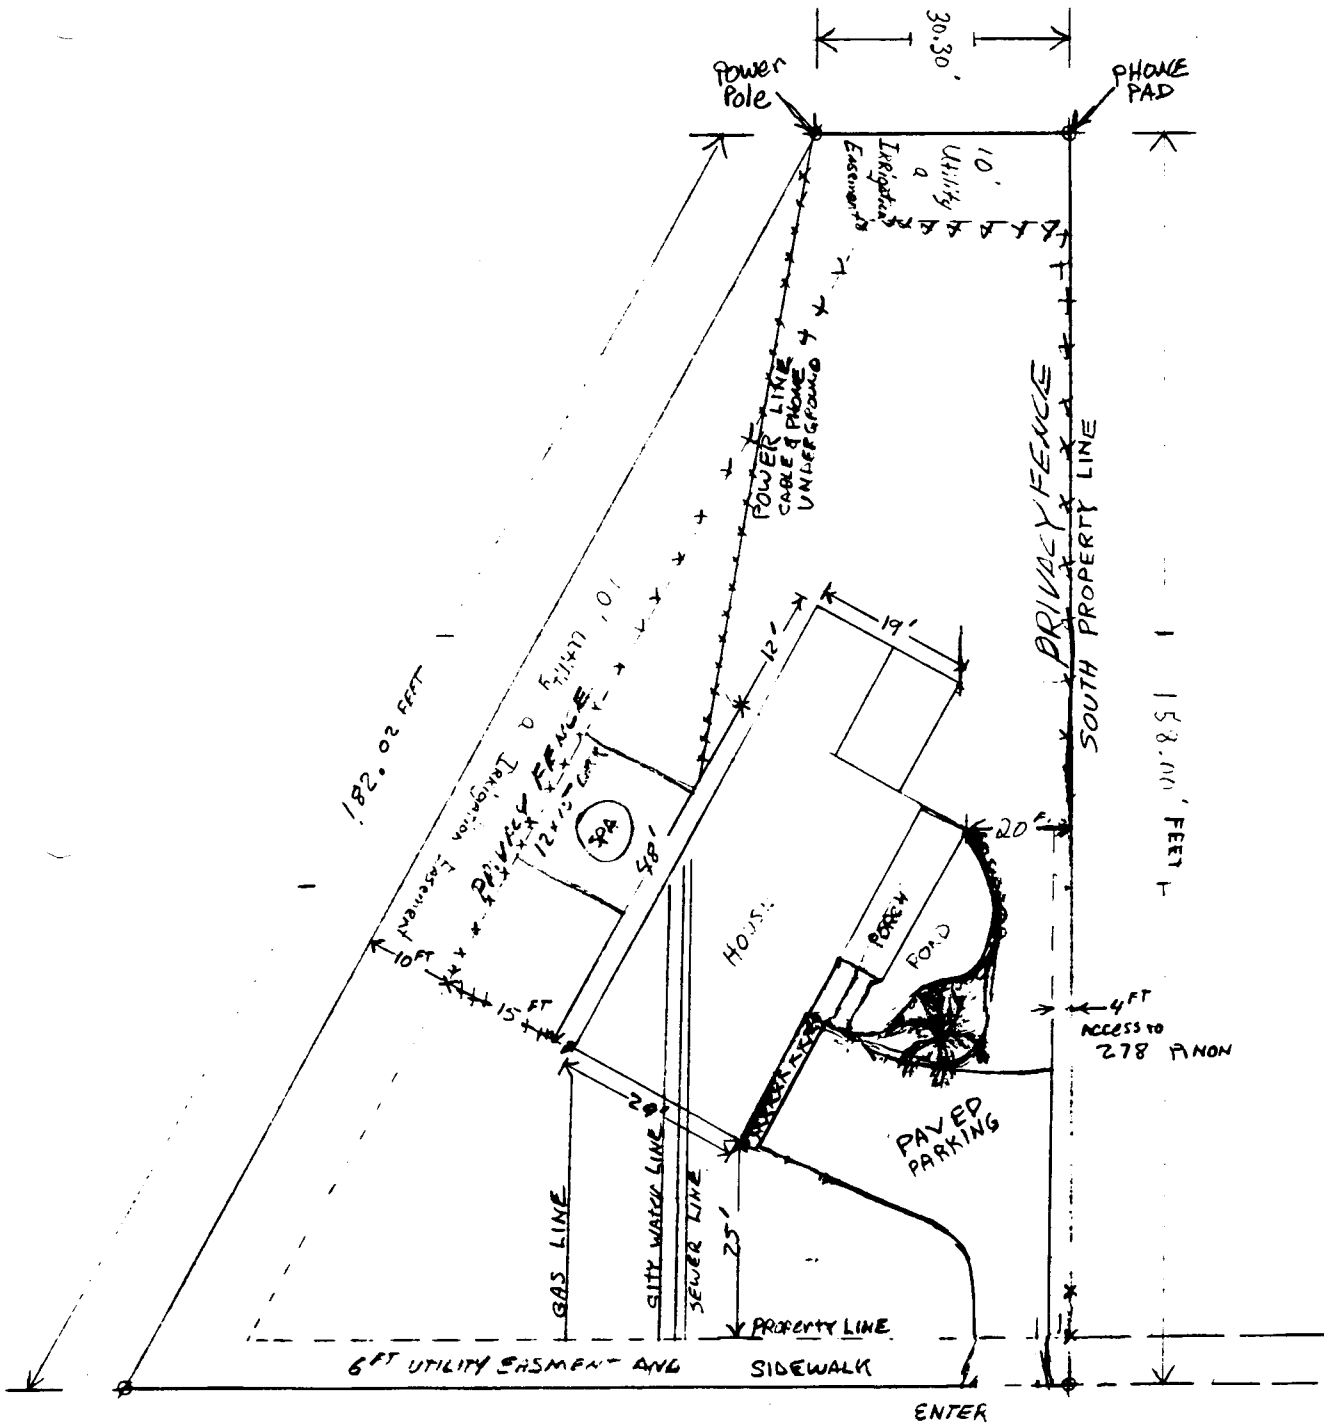 30.30'
Power
Pole
PHONE
PAD
10'
Utility
&
Irrigation
Easement
POWER LINE
CABLE & PHONE
UNDERGROUND
PRIVACY FENCE
SOUTH PROPERTY LINE
158.00' FEET
182.02 FEET
10' Utility & Irrigation Easement
PRIVACY FENCE
12x15
SPA
12'
19'
48'
HOUSE
PORCH
POND
20 F
10 FT
15 FT
4 FT
ACCESS TO
278 PINON
PAVED
PARKING
25'
GAS LINE
CITY WATER LINE
SEWER LINE
PROPERTY LINE
6 FT UTILITY EASMENT AND SIDEWALK
ENTER